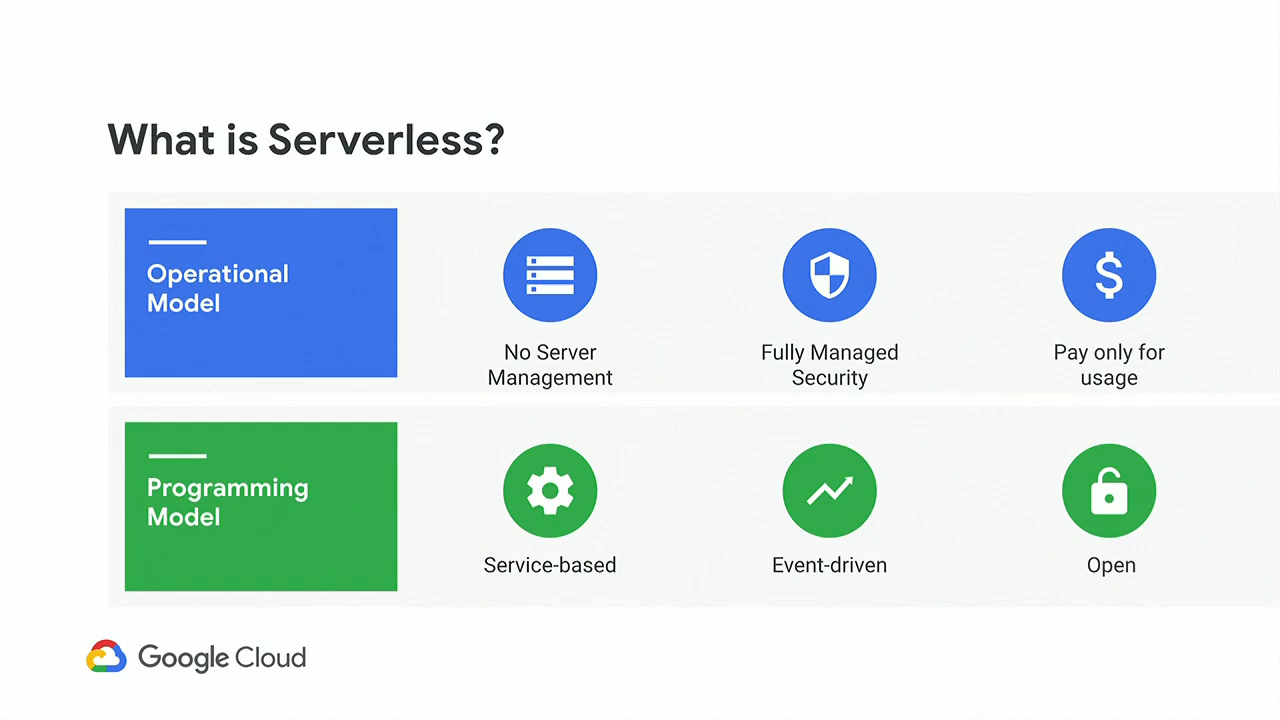 What is Serverless?
Operational
Model
No Server
Management
Fully Managed
Security
$
Pay only for
usage
Programming
Model
Service-based
Event-driven
Open
Google Cloud